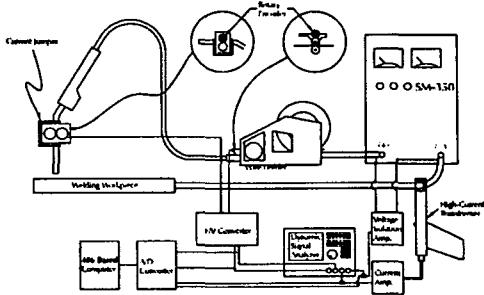 Rotary
Encoder
Current Jumper
SM-350
Welding Workpiece
High-Current
Transducer
F/V Converter
Voltage
Isolation
Amp.
Dynamic
Signal
Analyzer
486 Based
Computer
A/D
Converter
Current
Amp.